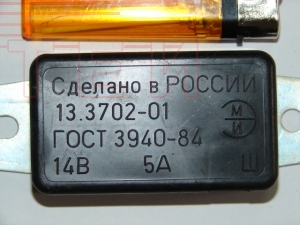 Сделано в РОССИИ
13.3702-01
М
И
ГОСТ 3940-84
14В 5А Ш